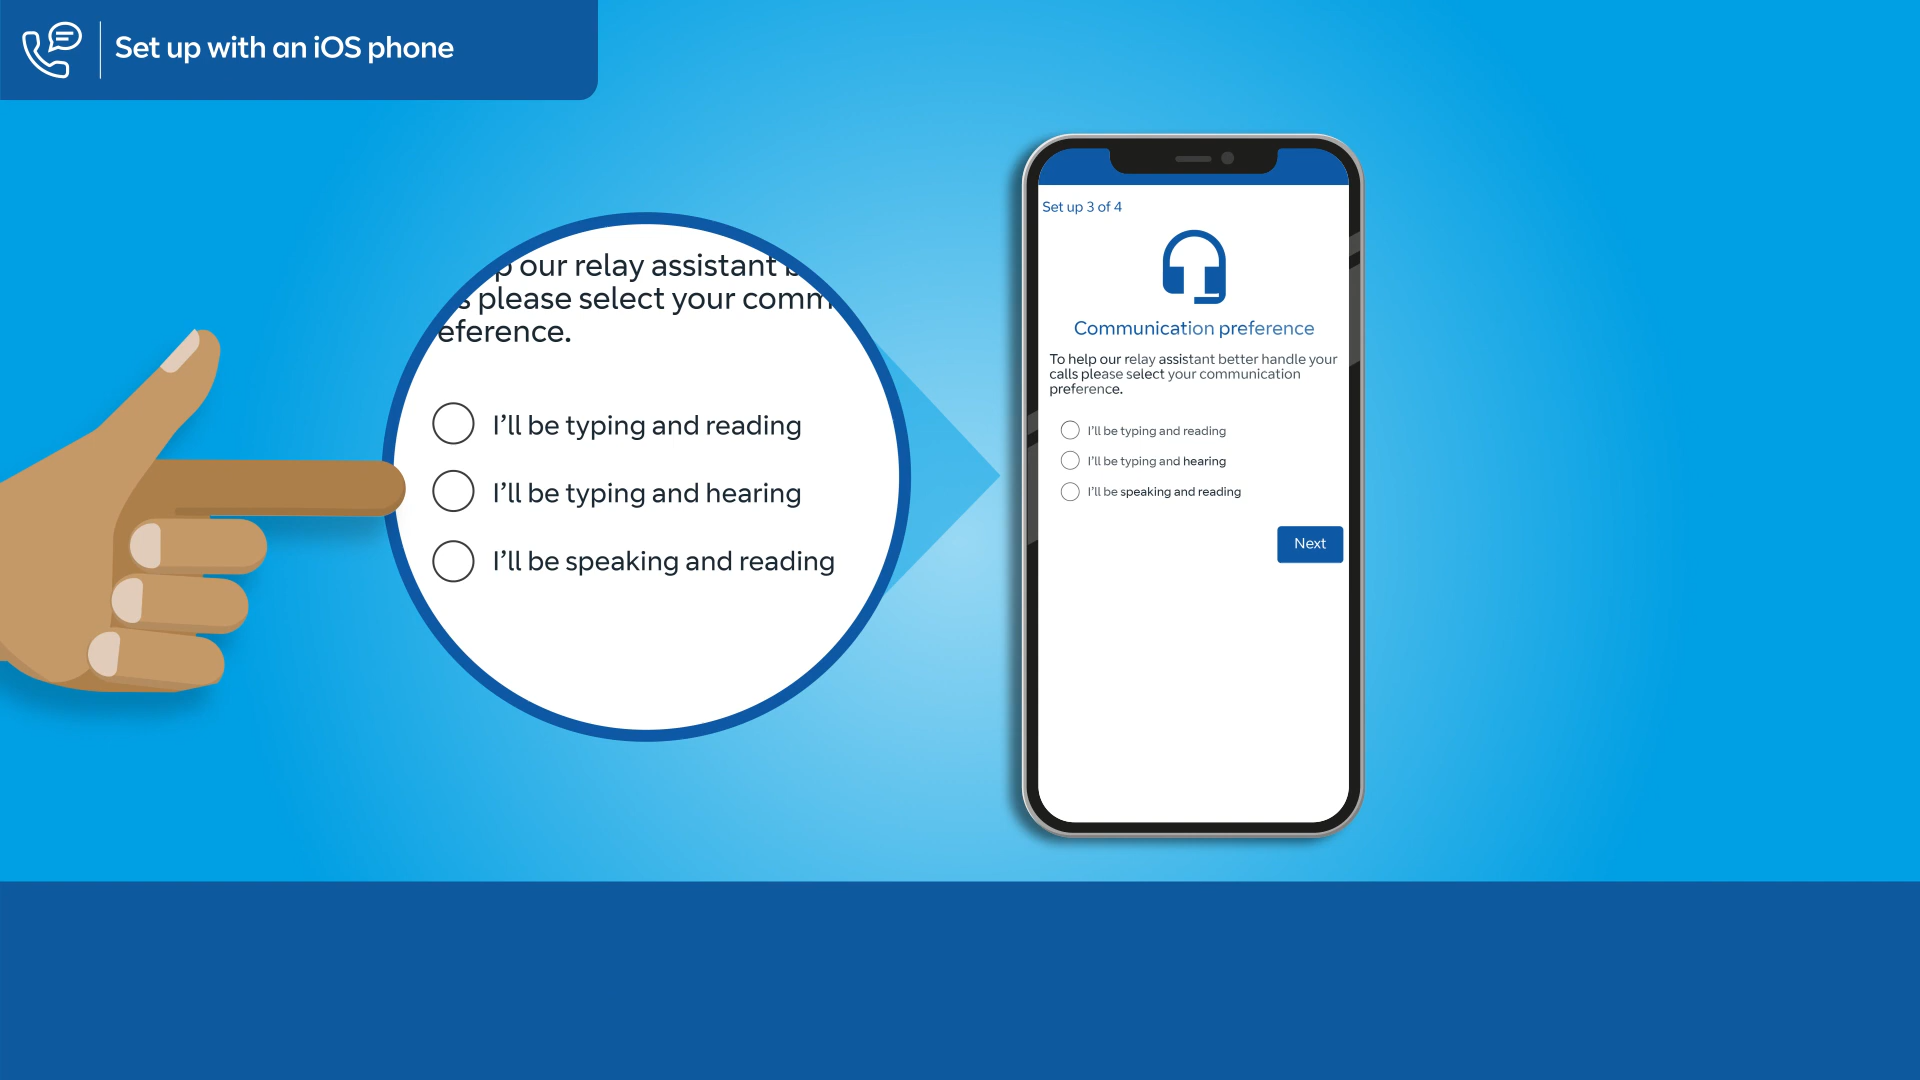 Set up with an iOS phone
our relay assistant
please select your
eference.
I’ll be typing and reading
I’ll be typing and hearing
I’ll be speaking and reading
Set up 3 of 4
Communication preference
To help our relay assistant better handle your
calls please select your communication
preference.
I’ll be typing and reading
I’ll be typing and hearing
I’ll be speaking and reading
Next